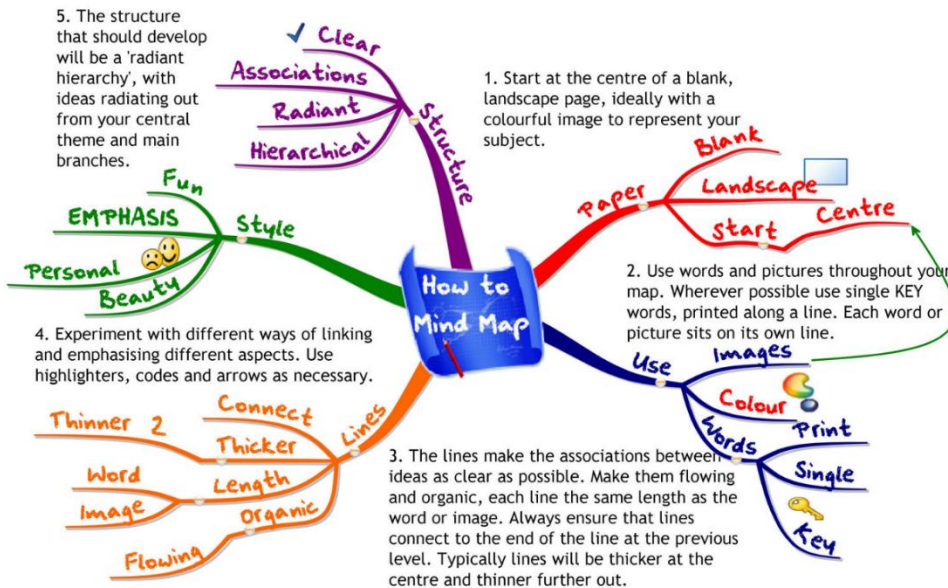 5. The structure
that should develop
will be a 'radiant
hierarchy', with
ideas radiating out
from your central
theme and main
branches.
Clear
Associations
Radiant
Hierarchical
Structure
1. Start at the centre of a blank,
landscape page, ideally with a
colourful image to represent your
subject.
Blank
Landscape
Paper
Start
Centre
Fun
EMPHASIS
Style
Personal
Beauty
How to
Mind Map
2. Use words and pictures throughout your
map. Wherever possible use single KEY
words, printed along a line. Each word or
picture sits on its own line.
Use
Images
Colour
Words
Print
Single
Key
4. Experiment with different ways of linking
and emphasising different aspects. Use
highlighters, codes and arrows as necessary.
Lines
Connect
Thinner 2
Thicker
Word
Length
Image
Organic
Flowing
3. The lines make the associations between
ideas as clear as possible. Make them flowing
and organic, each line the same length as the
word or image. Always ensure that lines
connect to the end of the line at the previous
level. Typically lines will be thicker at the
centre and thinner further out.